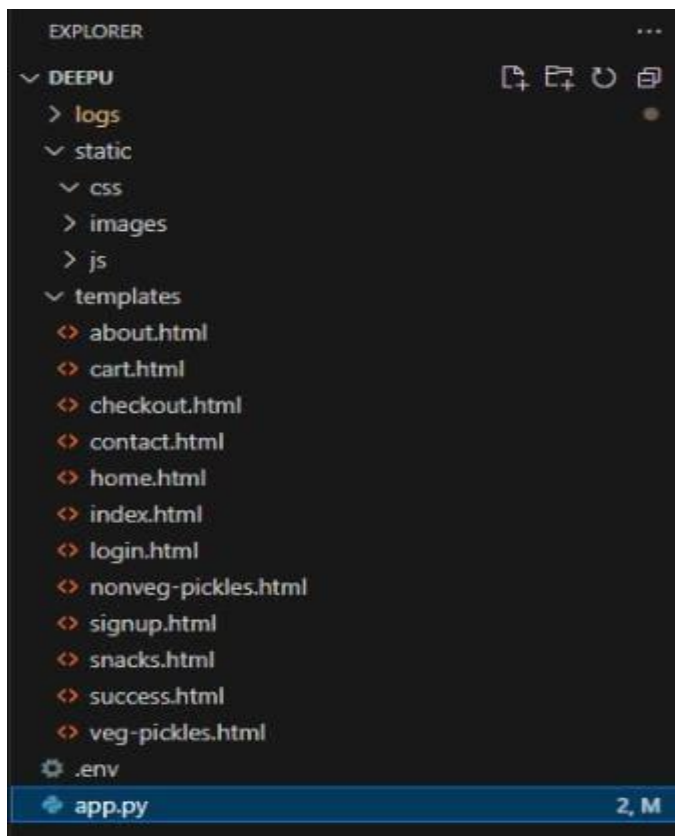 EXPLORER
DEEPU
logs
static
css
images
js
templates
about.html
cart.html
checkout.html
contact.html
home.html
index.html
login.html
nonveg-pickles.html
signup.html
snacks.html
success.html
veg-pickles.html
.env
app.py 2, M